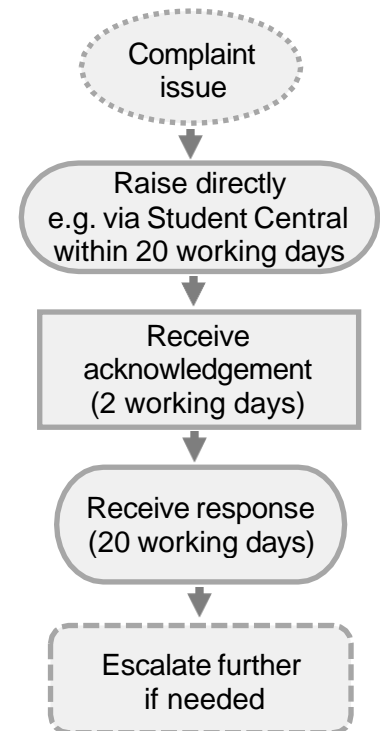 Complaint
issue
Raise directly
e.g. via Student Central
within 20 working days
Receive
acknowledgement
(2 working days)
Receive response
(20 working days)
Escalate further
if needed